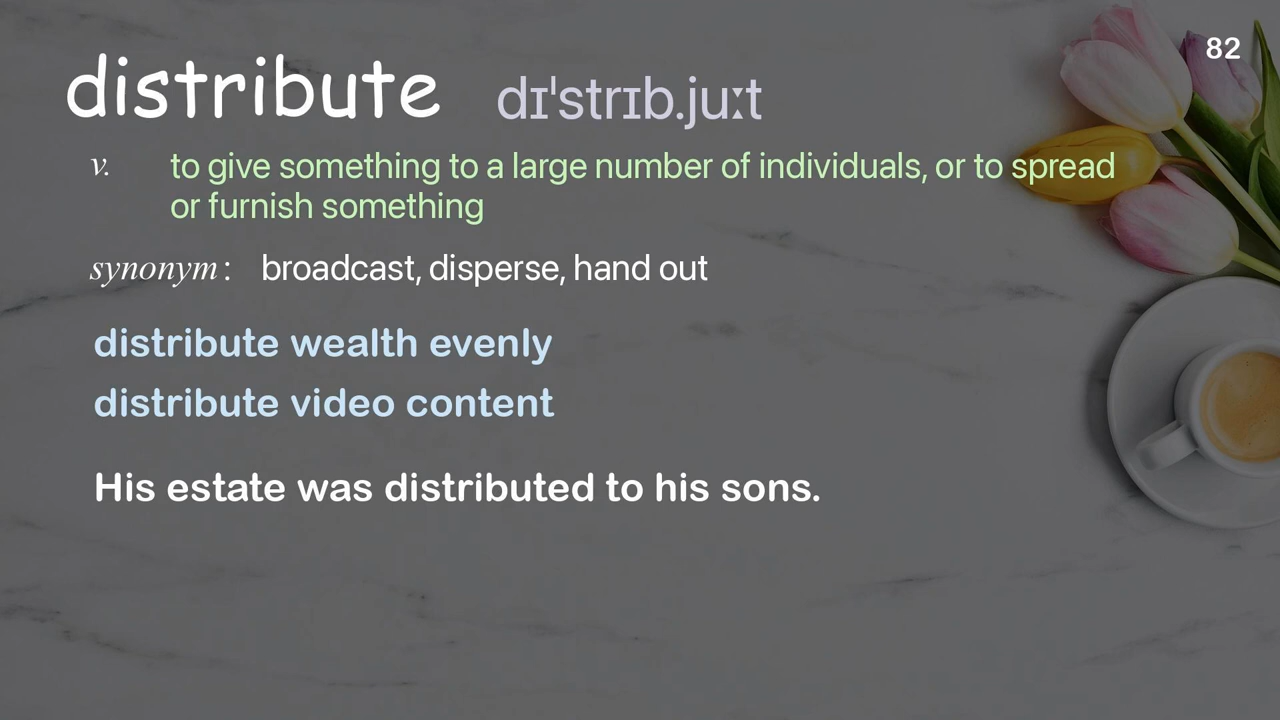 82
distribute dɪˈstrɪb.juːt
v. to give something to a large number of individuals, or to spread
or furnish something
synonym : broadcast, disperse, hand out
distribute wealth evenly
distribute video content
His estate was distributed to his sons.